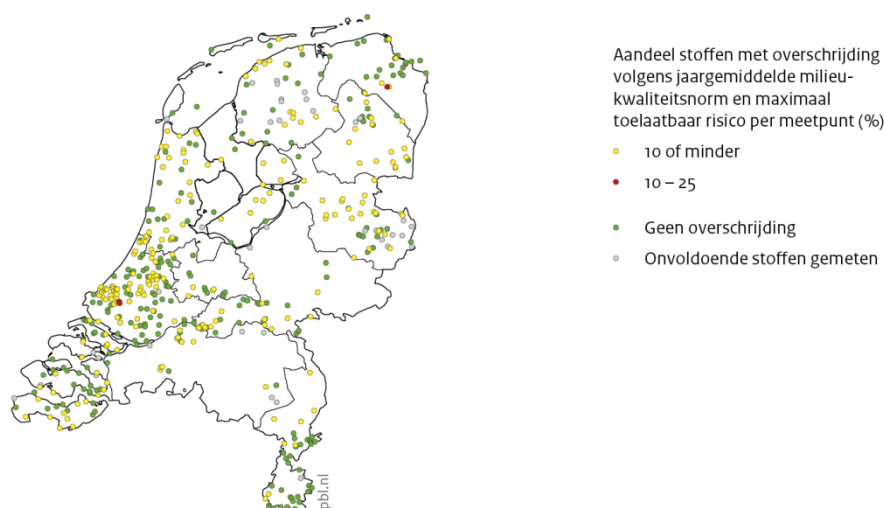 Aandeel stoffen met overschrijding
volgens jaargemiddelde milieu-
kwaliteitsnorm en maximaal
toelaatbaar risico per meetpunt (%)
10 of minder
10 – 25
Geen overschrijding
Onvoldoende stoffen gemeten
pbl.nl